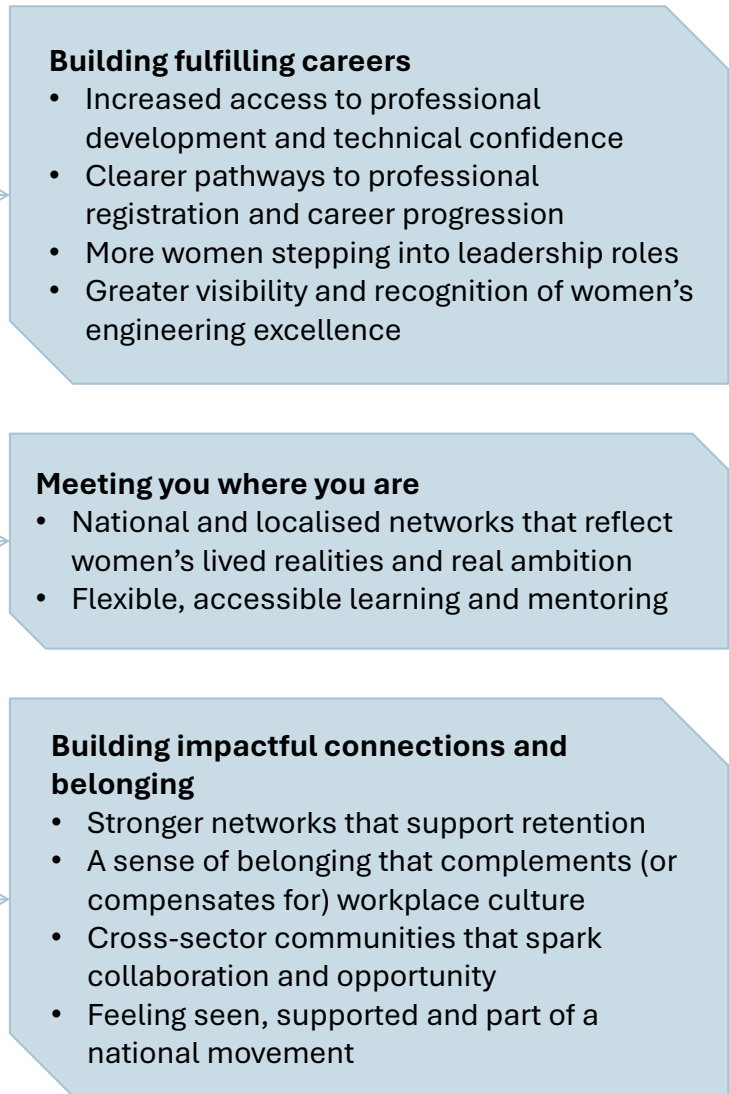 Building fulfilling careers
• Increased access to professional
development and technical confidence
• Clearer pathways to professional
registration and career progression
• More women stepping into leadership roles
• Greater visibility and recognition of women’s
engineering excellence
Meeting you where you are
• National and localised networks that reflect
women’s lived realities and real ambition
• Flexible, accessible learning and mentoring
Building impactful connections and
belonging
• Stronger networks that support retention
• A sense of belonging that complements (or
compensates for) workplace culture
• Cross-sector communities that spark
collaboration and opportunity
• Feeling seen, supported and part of a
national movement